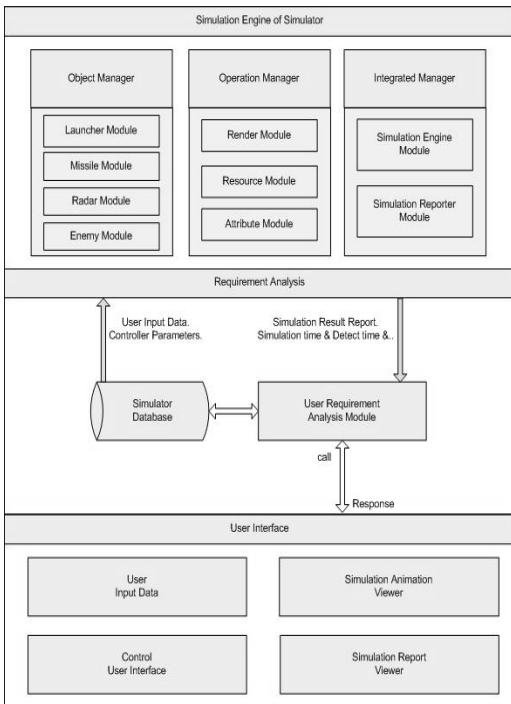 Simulation Engine of Simulator
Object Manager
Launcher Module
Missile Module
Radar Module
Enemy Module
Operation Manager
Render Module
Resource Module
Attribute Module
Integrated Manager
Simulation Engine
Module
Simulation Reporter
Module
Requirement Analysis
User Input Data.
Controller Parameters.
Simulation Result Report.
Simulation time & Detect time &..
Simulator
Database
User Requirement
Analysis Module
call
Response
User Interface
User
Input Data
Simulation Animation
Viewer
Control
User Interface
Simulation Report
Viewer